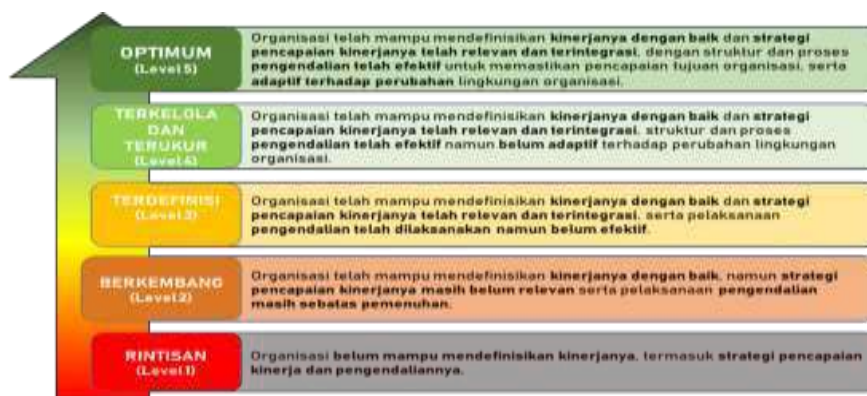 OPTIMUM
(Level 5)
Organisasi telah mampu mendefinisikan kinerjanya dengan baik dan strategi
pencapaian kinerjanya telah relevan dan terintegrasi, dengan struktur dan proses
pengendalian telah efektif untuk memastikan pencapaian tujuan organisasi, serta
adaptif terhadap perubahan lingkungan organisasi.
TERKELOLA
DAN
TERUKUR
(Level 4)
Organisasi telah mampu mendefinisikan kinerjanya dengan baik dan strategi
pencapaian kinerjanya telah relevan dan terintegrasi, struktur dan proses
pengendalian telah efektif namun belum adaptif terhadap perubahan lingkungan
organisasi.
TERDEFINISI
(Level 3)
Organisasi telah mampu mendefinisikan kinerjanya dengan baik dan strategi
pencapaian kinerjanya telah relevan dan terintegrasi, serta pelaksanaan
pengendalian telah dilaksanakan namun belum efektif.
BERKEMBANG
(Level 2)
Organisasi telah mampu mendefinisikan kinerjanya dengan baik, namun strategi
pencapaian kinerjanya masih belum relevan serta pelaksanaan pengendalian
masih sebatas pemenuhan.
RINTISAN
(Level 1)
Organisasi belum mampu mendefinisikan kinerjanya, termasuk strategi pencapaian
kinerja dan pengendaliannya.